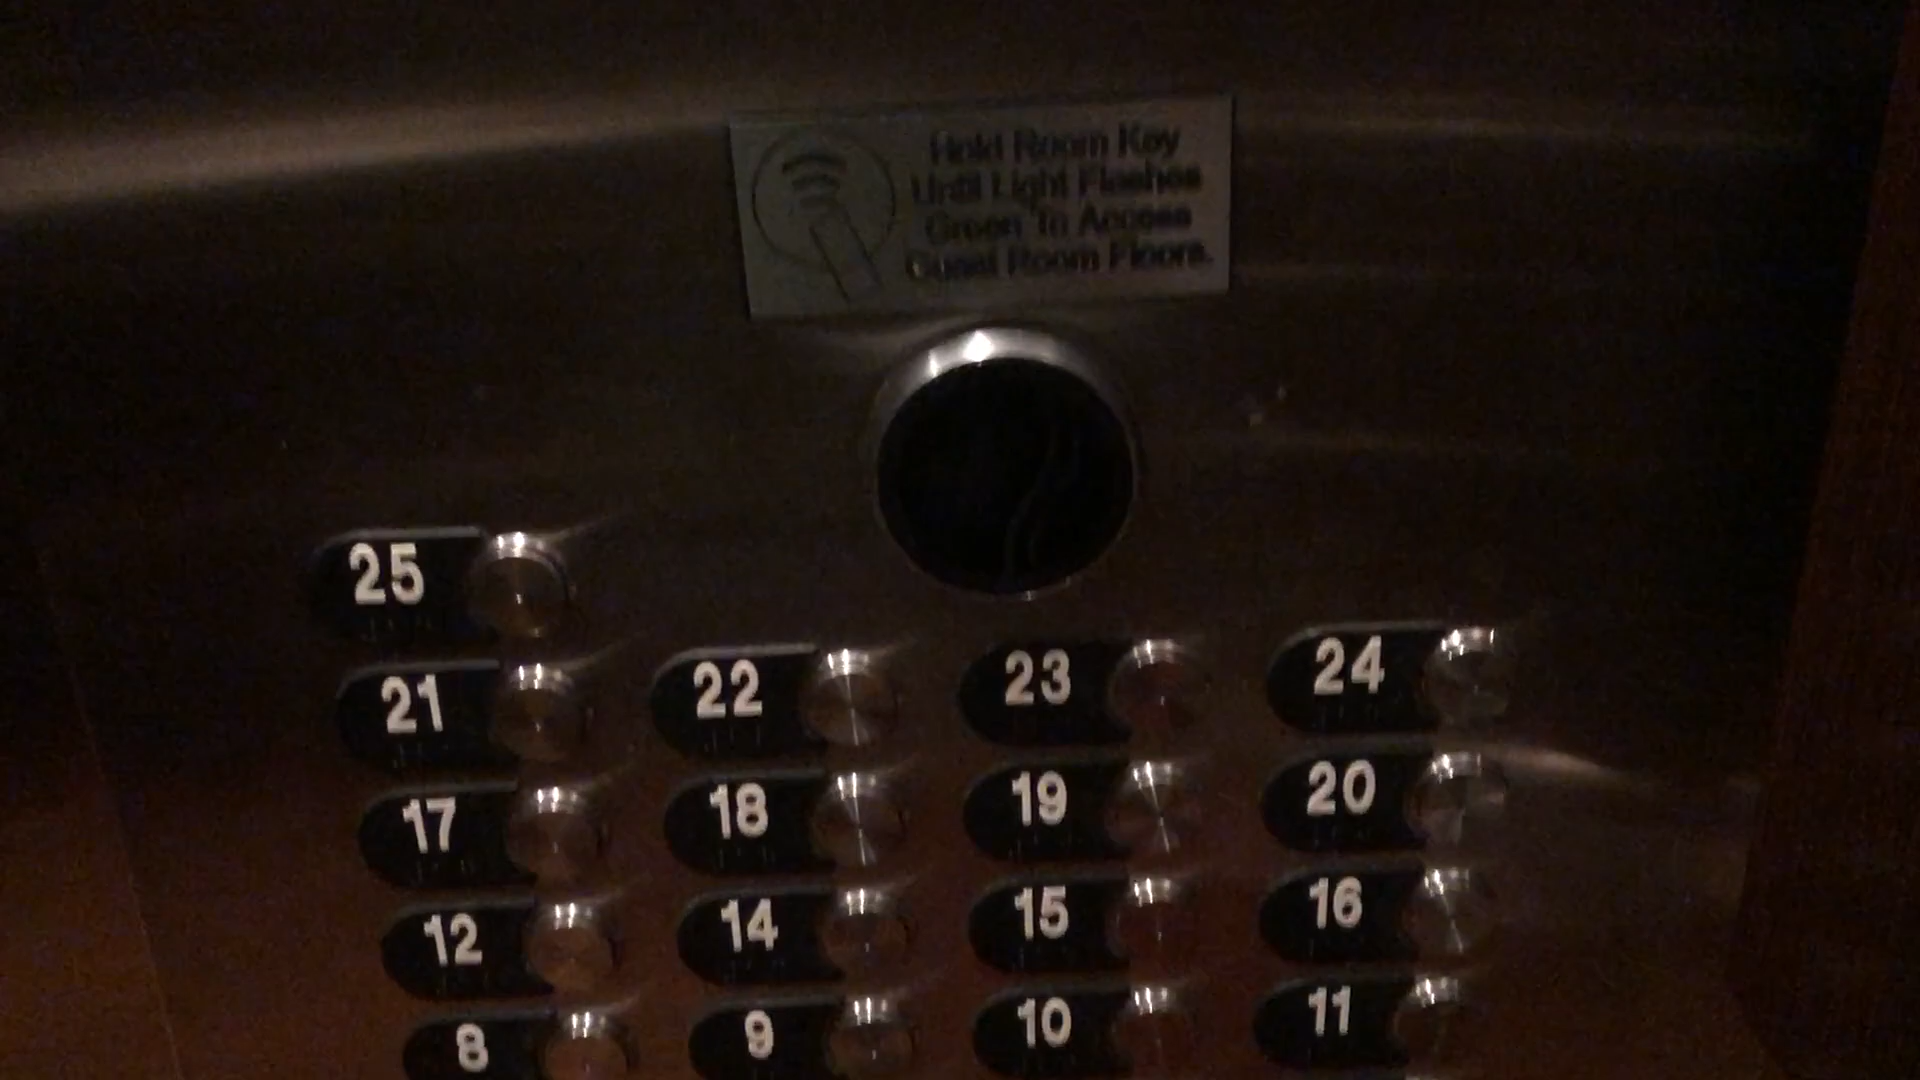 Hold Room Key
Until Light Flashes
Green To Access
Guest Room Floors.
25
21 22 23 24
17 18 19 20
12 14 15 16
8 9 10 11